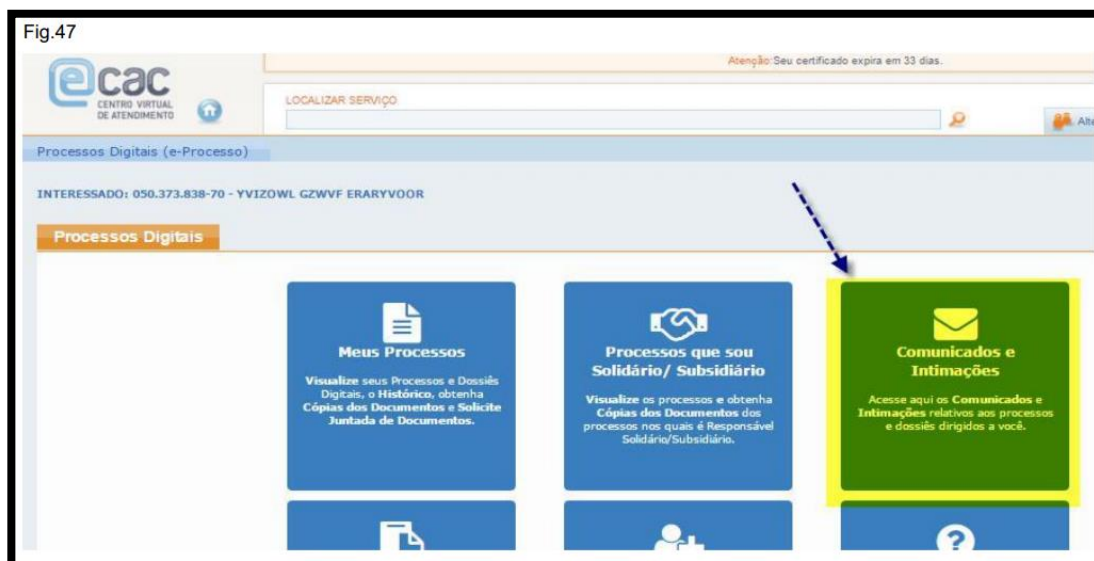 Fig.47
Atenção: Seu certificado expira em 33 dias.
ecac
CENTRO VIRTUAL
DE ATENDIMENTO
LOCALIZAR SERVIÇO
Alte
Processos Digitais (e-Processo)
INTERESSADO: 050.373.838-70 - YVIZOWL GZWVF ERARYVOOR
Processos Digitais
Meus Processos
Visualize seus Processos e Dossiês
Digitais, o Histórico, obtenha
Cópias dos Documentos e Solicite
Juntada de Documentos.
Processos que sou
Solidário/ Subsidiário
Visualize os processos e obtenha
Cópias dos Documentos dos
processos nos quais é Responsável
Solidário/Subsidiário.
Comunicados e
Intimações
Acesse aqui os Comunicados e
Intimações relativos aos processos
e dossiês dirigidos a você.